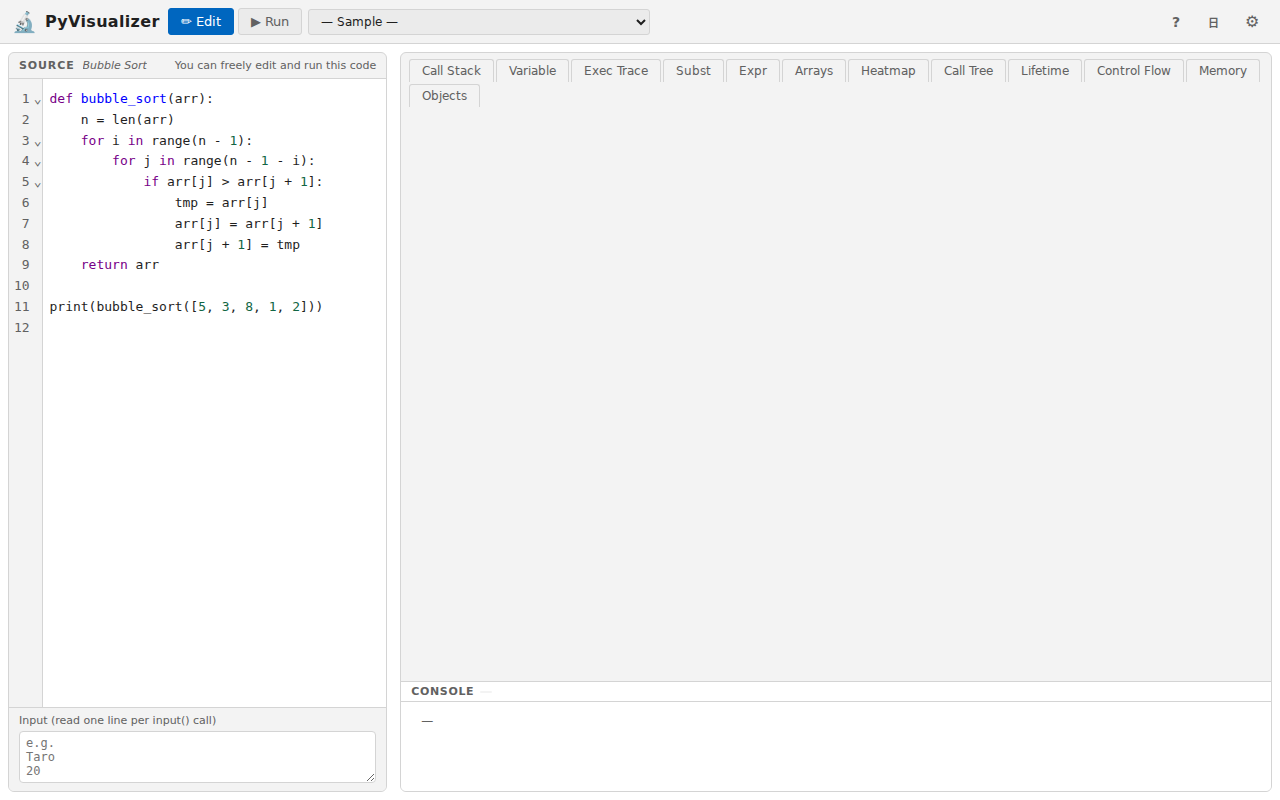 PyVisualizer
✏ Edit
▶ Run
— Sample —
?
⚙
SOURCE Bubble Sort You can freely edit and run this code
1 def bubble_sort(arr):
2     n = len(arr)
3     for i in range(n - 1):
4         for j in range(n - 1 - i):
5             if arr[j] > arr[j + 1]:
6                 tmp = arr[j]
7                 arr[j] = arr[j + 1]
8                 arr[j + 1] = tmp
9     return arr
10
11 print(bubble_sort([5, 3, 8, 1, 2]))
12
Input (read one line per input() call)
e.g.
Taro
20
Call Stack Variable Exec Trace Subst Expr Arrays Heatmap Call Tree Lifetime Control Flow Memory
Objects
CONSOLE —
—